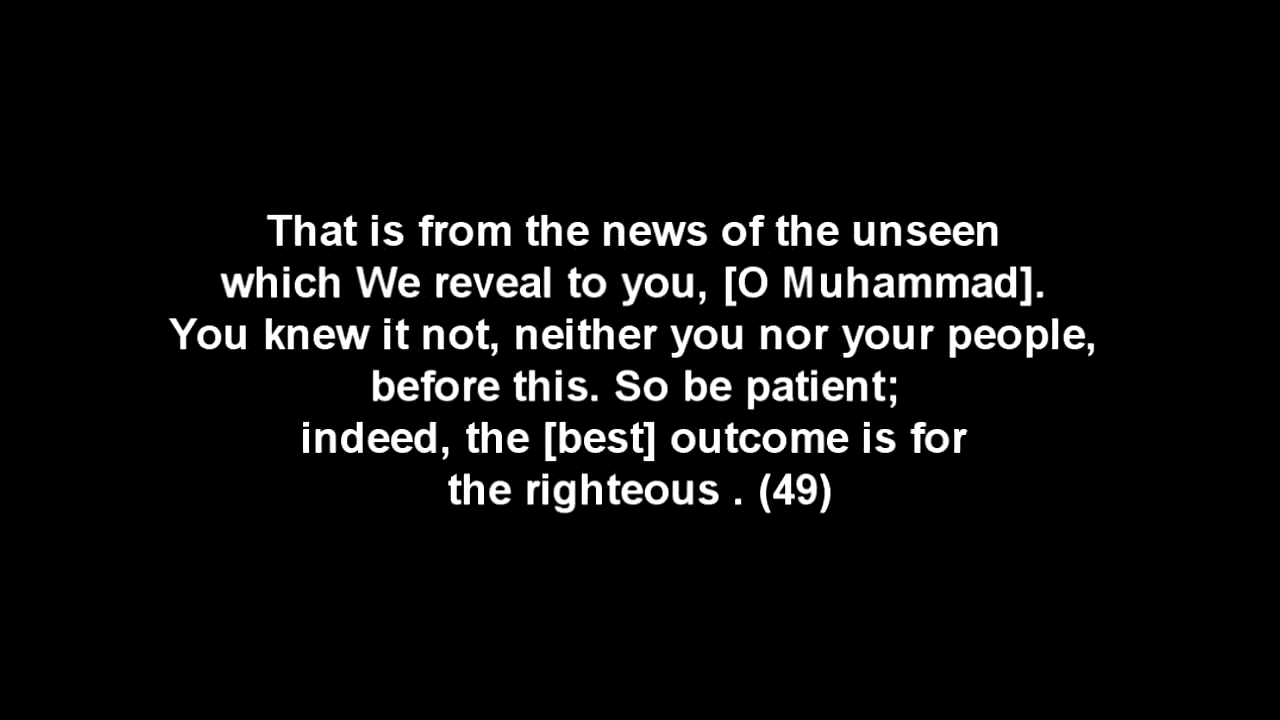 That is from the news of the unseen
which We reveal to you, [O Muhammad].
You knew it not, neither you nor your people,
before this. So be patient;
indeed, the [best] outcome is for
the righteous . (49)